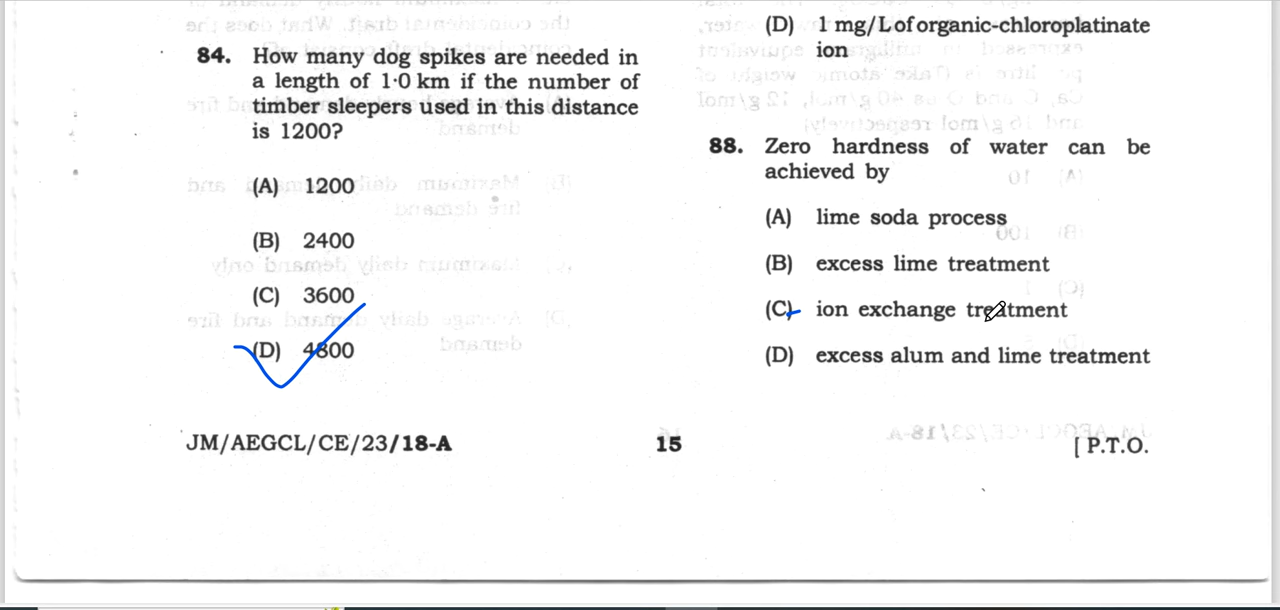 84. How many dog spikes are needed in
a length of 1·0 km if the number of
timber sleepers used in this distance
is 1200?
(A) 1200
(B) 2400
(C) 3600
(D) 4800
JM/AEGCL/CE/23/18-A
(D) 1 mg/L of organic-chloroplatinate
ion
88. Zero hardness of water can be
achieved by
(A) lime soda process
(B) excess lime treatment
(C) ion exchange treatment
(D) excess alum and lime treatment
15
[ P.T.O.